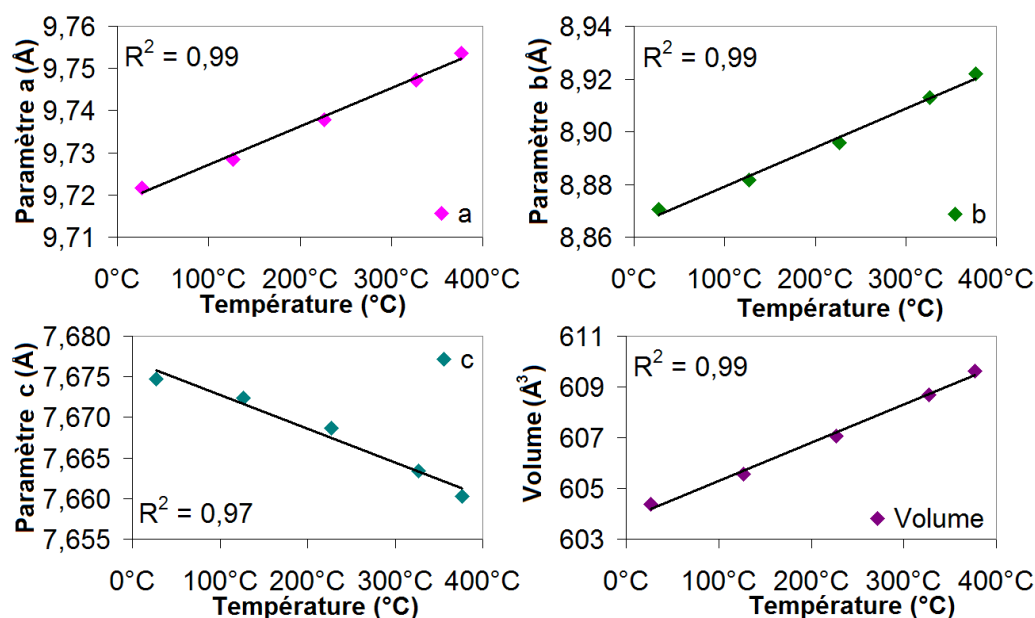 Paramètre a (Å)
9,76
9,75
9,74
9,73
9,72
9,71
R² = 0,99
a
0°C 100°C 200°C 300°C 400°C
Température (°C)
Paramètre b(Å)
8,94
8,92
8,90
8,88
8,86
R² = 0,99
b
0°C 100°C 200°C 300°C 400°C
Température (°C)
Paramètre c (Å)
7,680
7,675
7,670
7,665
7,660
7,655
c
R² = 0,97
0°C 100°C 200°C 300°C 400°C
Température (°C)
Volume (Å³)
611
609
607
605
603
R² = 0,99
Volume
0°C 100°C 200°C 300°C 400°C
Température (°C)